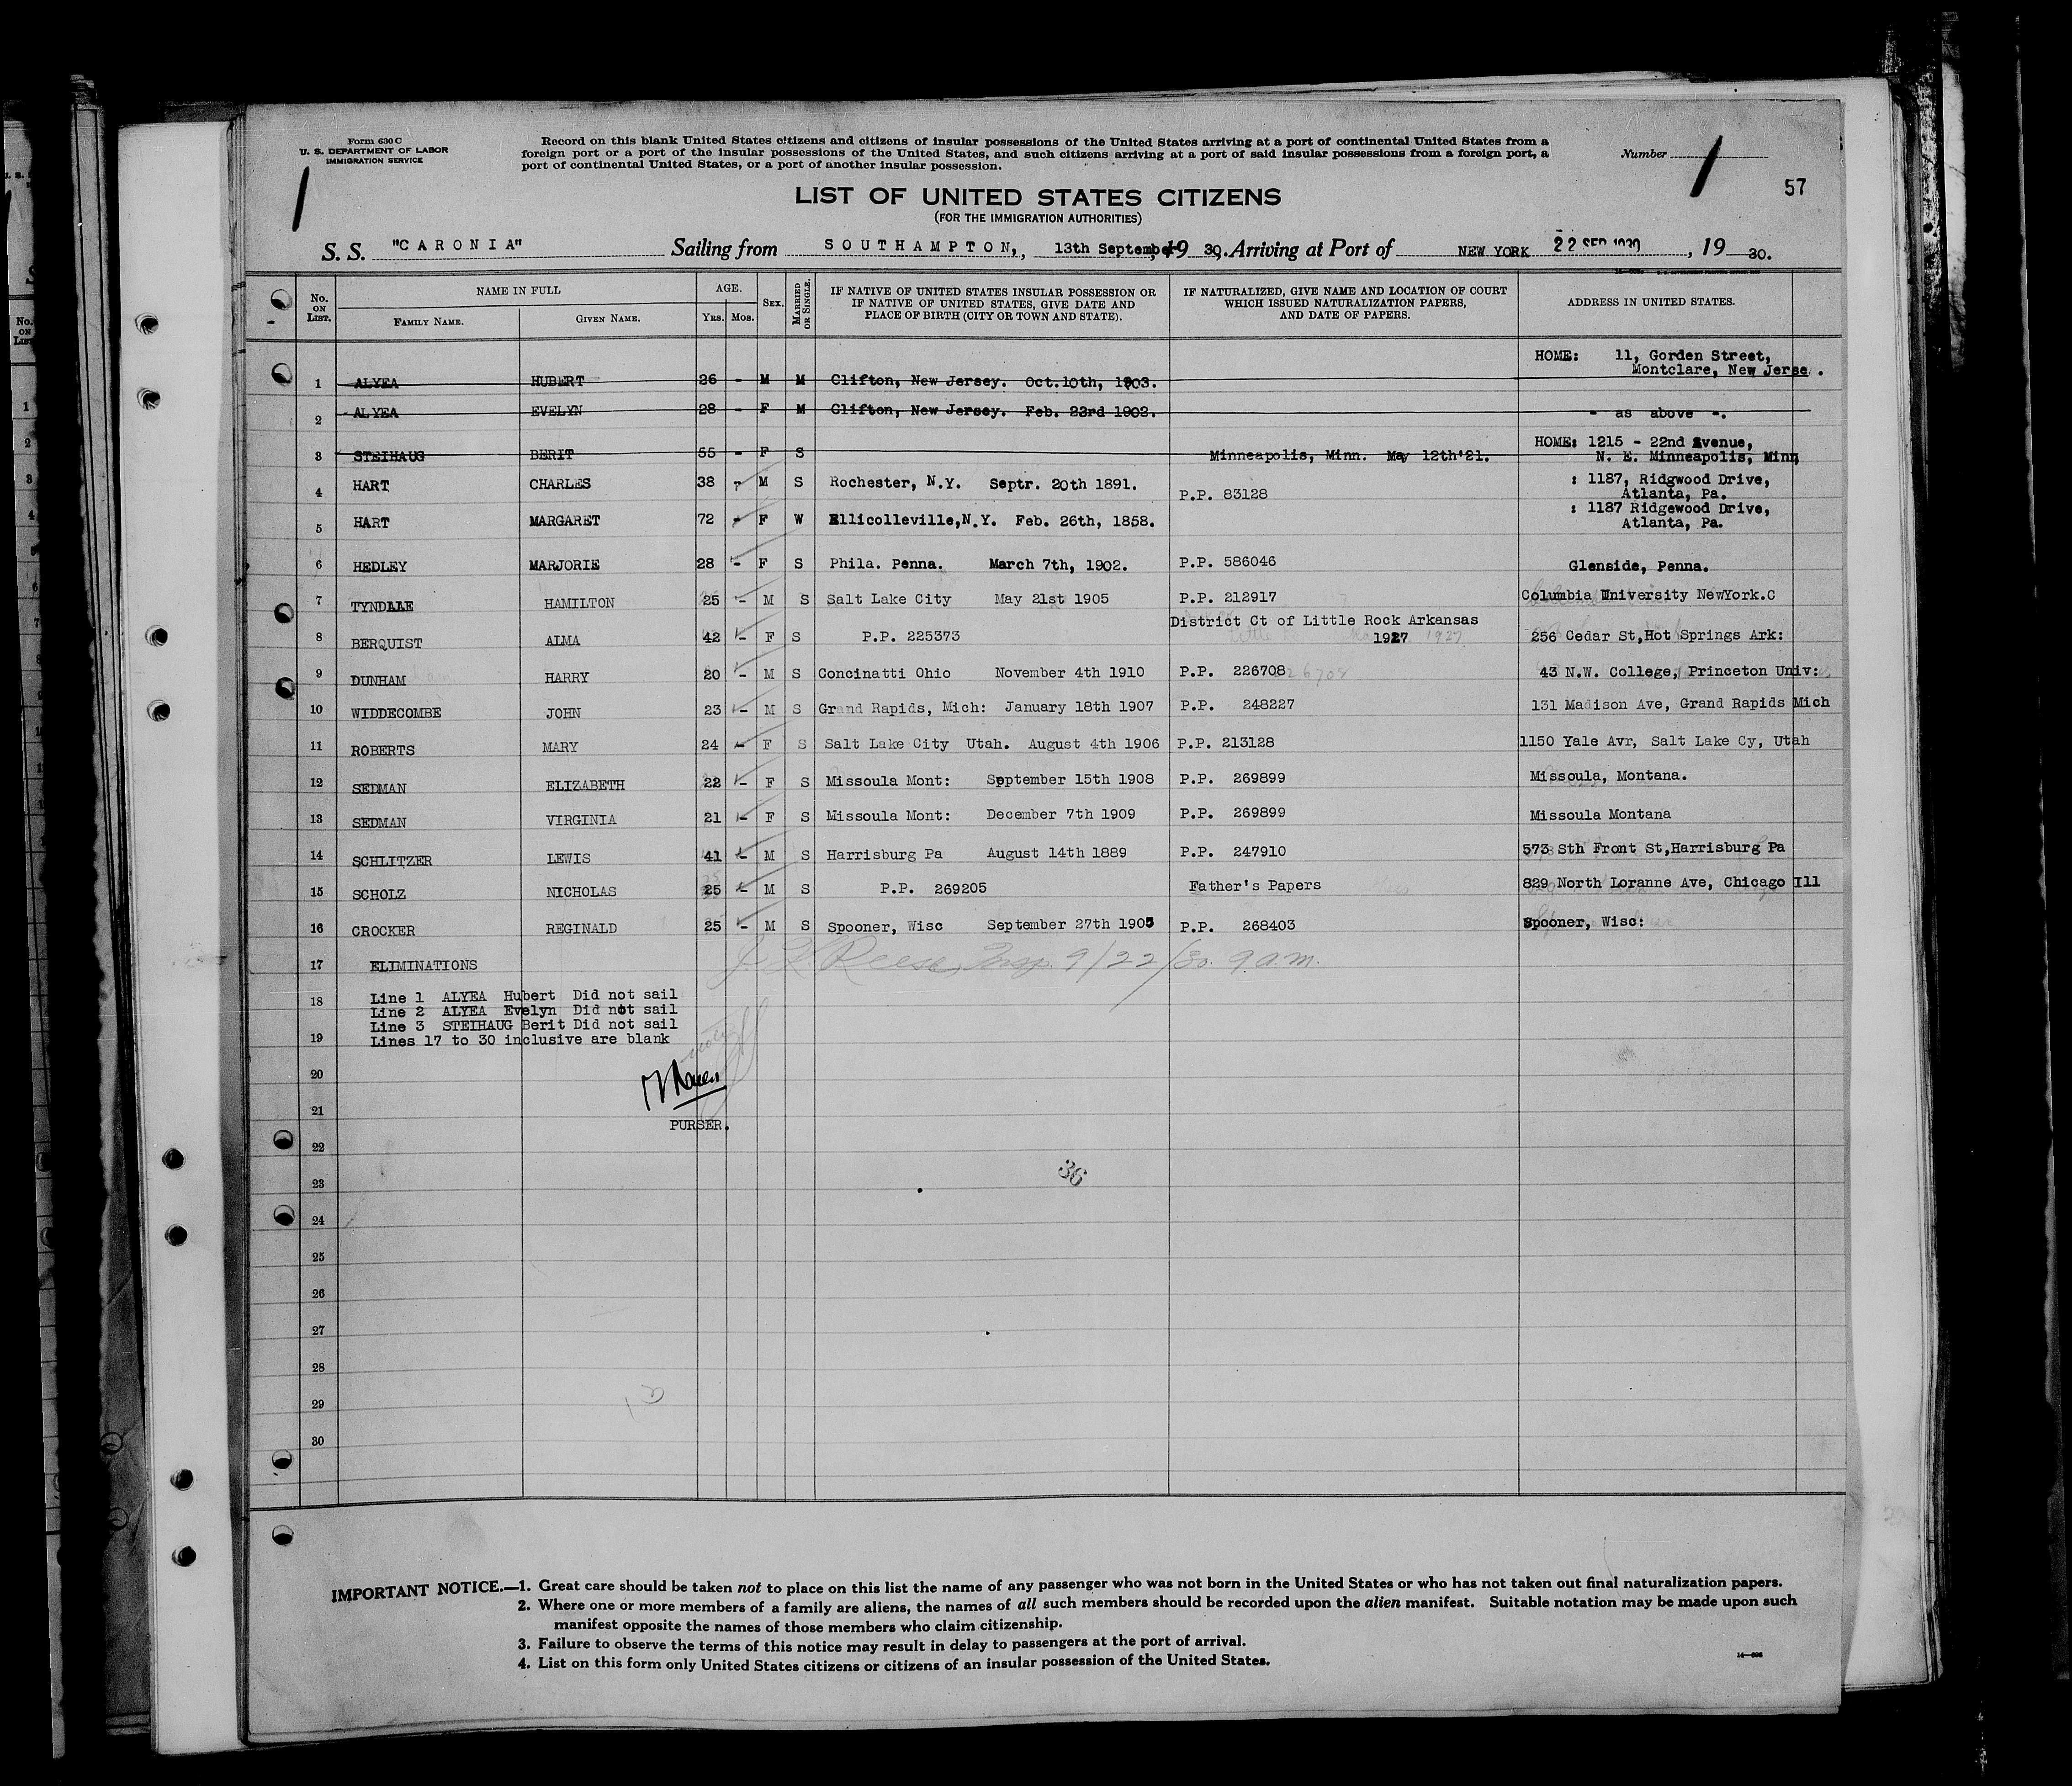 Form 630 C
U. S. DEPARTMENT OF LABOR
IMMIGRATION SERVICE
Record on this blank United States citizens and citizens of insular possessions of the United States arriving at a port of continental United States from a
foreign port or a port of the insular possessions of the United States, and such citizens arriving at a port of said insular possessions from a foreign port, a
port of continental United States, or a port of another insular possession.
Number 1
57
1
LIST OF UNITED STATES CITIZENS
(FOR THE IMMIGRATION AUTHORITIES)
S. S. "CARONIA" Sailing from SOUTHAMPTON, 13th September, 19 30. Arriving at Port of NEW YORK 22 SEP 1930, 19 30.
No. ON LIST. NAME IN FULL AGE. SEX. MARRIED OR SINGLE. IF NATIVE OF UNITED STATES INSULAR POSSESSION OR IF NATIVE OF UNITED STATES, GIVE DATE AND PLACE OF BIRTH (CITY OR TOWN AND STATE). IF NATURALIZED, GIVE NAME AND LOCATION OF COURT WHICH ISSUED NATURALIZATION PAPERS, AND DATE OF PAPERS. ADDRESS IN UNITED STATES.
FAMILY NAME. GIVEN NAME. YRS. MOS.
HOME: 11, Gorden Street,
1 ALYEA HUBERT 26 - M M Clifton, New Jersey. Oct.10th, 1903. Montclare, New Jerse.
2 ALYEA EVELYN 28 - F M Clifton, New Jersey. Feb. 23rd 1902. - as above -.
HOME: 1215 - 22nd Avenue,
3 STEIHAUG BERIT 55 - F S Minneapolis, Minn. May 12th'21. N. E. Minneapolis, Minn
4 HART CHARLES 38 - M S Rochester, N.Y. Septr. 20th 1891. P.P. 83128 : 1187, Ridgwood Drive,
Atlanta, Pa.
5 HART MARGARET 72 - F W Ellicolleville,N.Y. Feb. 26th, 1858. : 1187 Ridgewood Drive,
Atlanta, Pa.
6 HEDLEY MARJORIE 28 - F S Phila. Penna. March 7th, 1902. P.P. 586046 Glenside, Penna.
7 TYNDALE HAMILTON 25 - M S Salt Lake City May 21st 1905 P.P. 212917 Columbia University NewYork.C
District Ct of Little Rock Arkansas
8 BERQUIST ALMA 42 - F S P.P. 225373 1927 256 Cedar St,Hot Springs Ark:
9 DUNHAM HARRY 20 - M S Concinatti Ohio November 4th 1910 P.P. 226708 43 N.W. College, Princeton Univ:
10 WIDDECOMBE JOHN 23 - M S Grand Rapids, Mich: January 18th 1907 P.P. 248227 131 Madison Ave, Grand Rapids Mich
11 ROBERTS MARY 24 - F S Salt Lake City Utah. August 4th 1906 P.P. 213128 1150 Yale Avr, Salt Lake Cy, Utah
12 SEDMAN ELIZABETH 22 - F S Missoula Mont: September 15th 1908 P.P. 269899 Missoula, Montana.
13 SEDMAN VIRGINIA 21 - F S Missoula Mont: December 7th 1909 P.P. 269899 Missoula Montana
14 SCHLITZER LEWIS 41 - M S Harrisburg Pa August 14th 1889 P.P. 247910 573 Sth Front St,Harrisburg Pa
15 SCHOLZ NICHOLAS 25 - M S P.P. 269205 Father's Papers 829 North Loranne Ave, Chicago Ill
16 CROCKER REGINALD 25 - M S Spooner, Wisc September 27th 1905 P.P. 268403 Spooner, Wisc:
17 ELIMINATIONS J L Reese, Insp. 9/22/30. 9 a.m.
18 Line 1 ALYEA Hubert Did not sail
Line 2 ALYEA Evelyn Did not sail
Line 3 STEIHAUG Berit Did not sail
19 Lines 17 to 30 inclusive are blank
20
21
PURSER.
22
36
23
24
25
26
27
28
29
13
30
IMPORTANT NOTICE.—1. Great care should be taken not to place on this list the name of any passenger who was not born in the United States or who has not taken out final naturalization papers.
2. Where one or more members of a family are aliens, the names of all such members should be recorded upon the alien manifest. Suitable notation may be made upon such
manifest opposite the names of those members who claim citizenship.
3. Failure to observe the terms of this notice may result in delay to passengers at the port of arrival.
4. List on this form only United States citizens or citizens of an insular possession of the United States.